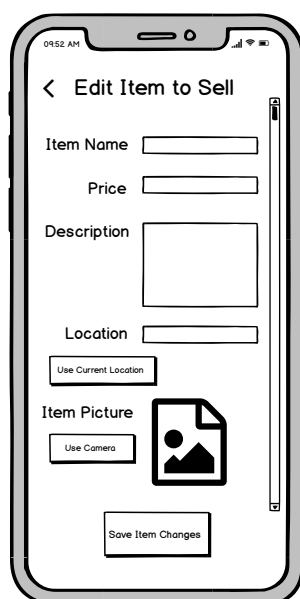 09:52 AM
Edit Item to Sell
Item Name
Price
Description
Location
Use Current Location
Item Picture
Use Camera
Save Item Changes